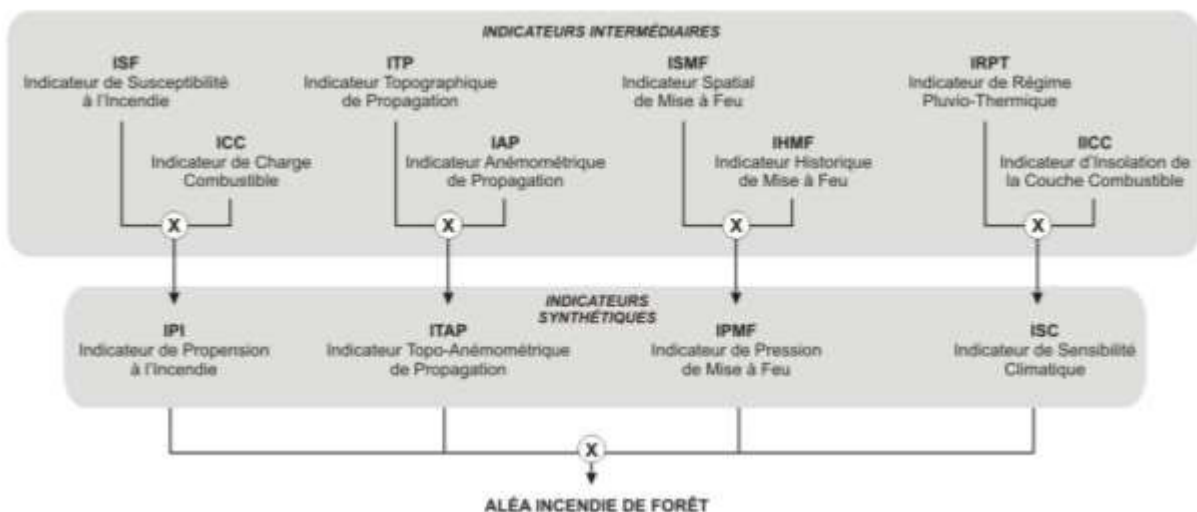 INDICATEURS INTERMÉDIAIRES
ISF
Indicateur de Susceptibilité
à l'Incendie
ITP
Indicateur Topographique
de Propagation
ISMF
Indicateur Spatial
de Mise à Feu
IRPT
Indicateur de Régime
Pluvio-Thermique
ICC
Indicateur de Charge
Combustible
IAP
Indicateur Anémométrique
de Propagation
IHMF
Indicateur Historique
de Mise à Feu
IICC
Indicateur d'Insolation de
la Couche Combustible
X
X
X
X
INDICATEURS
SYNTHÉTIQUES
IPI
Indicateur de Propension
à l'Incendie
ITAP
Indicateur Topo-Anémométrique
de Propagation
IPMF
Indicateur de Pression
de Mise à Feu
ISC
Indicateur de Sensibilité
Climatique
X
ALÉA INCENDIE DE FORÊT